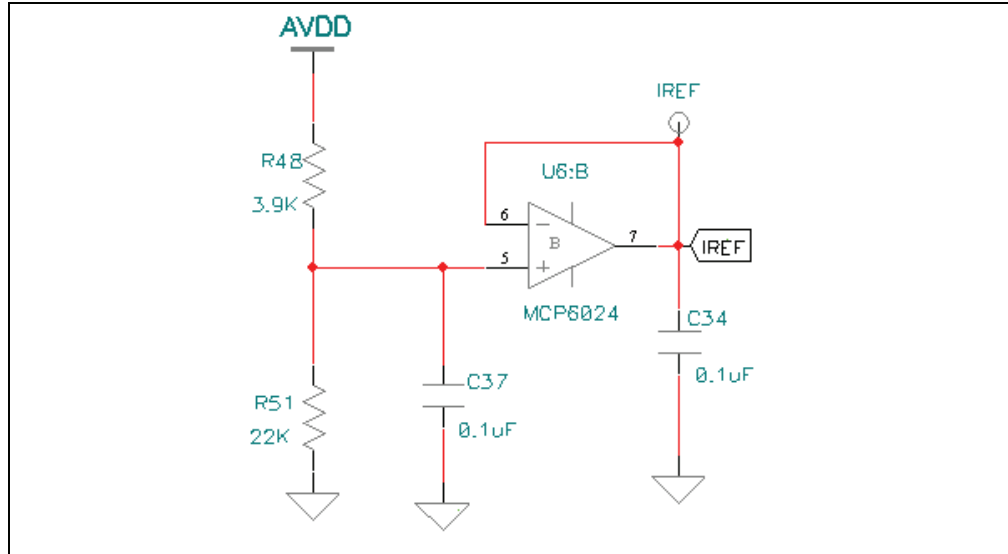 AVDD
IREF
R48
3.9K
U6:B
6
B
7
IREF
5
MCP6024
C34
0.1uF
C37
0.1uF
R51
22K